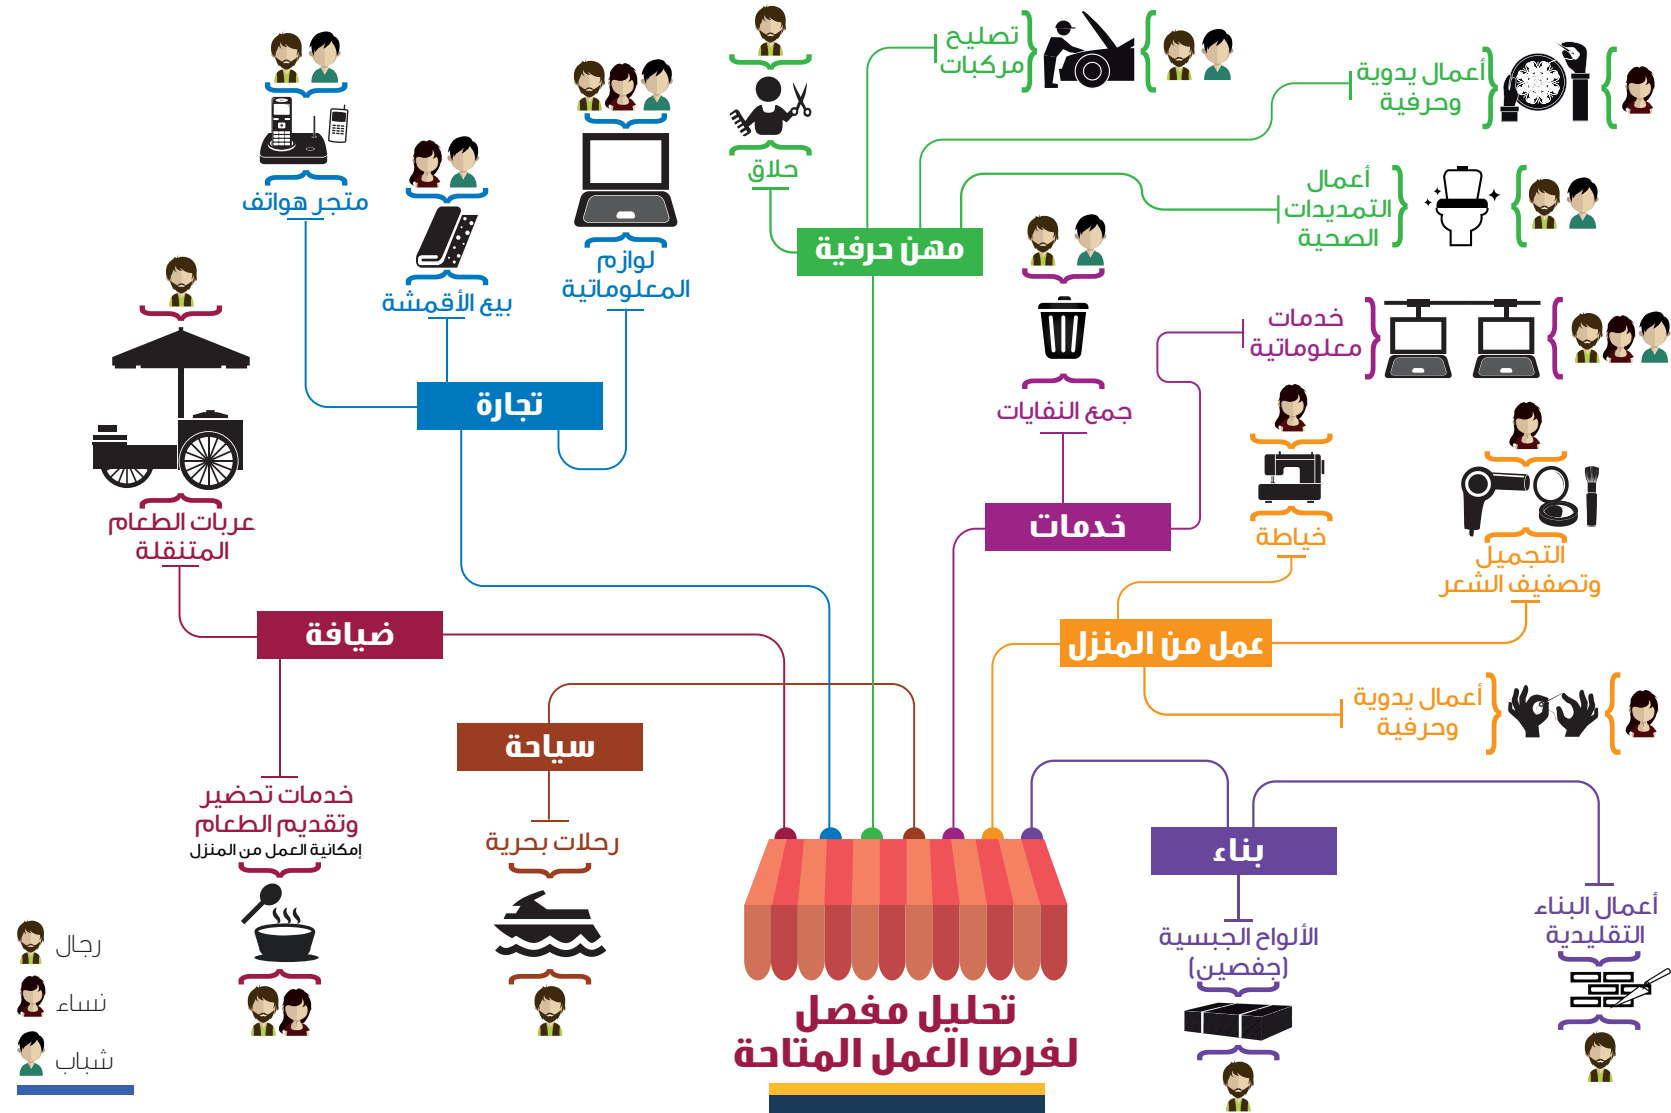 تصليح
مركبات
أعمال يدوية
وحرفية
أعمال
التمديدات
الصحية
حلاق
مهن حرفية
متجر هواتف
بيع الأقمشة
لوازم
المعلوماتية
تجارة
خدمات
معلوماتية
جمع النفايات
خدمات
خياطة
التجميل
وتصفيف الشعر
عمل من المنزل
أعمال يدوية
وحرفية
عربات الطعام
المتنقلة
ضيافة
خدمات تحضير
وتقديم الطعام
إمكانية العمل من المنزل
سياحة
رحلات بحرية
بناء
الألواح الجبسية
(جفصين)
أعمال البناء
التقليدية
رجال
نساء
شباب
تحليل مفصل
لفرص العمل المتاحة